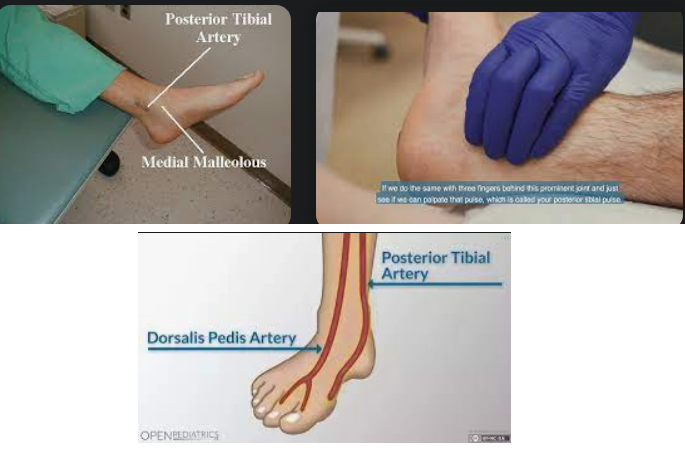 Posterior Tibial
Artery
Medial Malleolous
If we do the same with three fingers behind this prominent joint and just
see if we can palpate that pulse, which is called your posterior tibial pulse.
Posterior Tibial
Artery
Dorsalis Pedis Artery
OPENPEDIATRICS